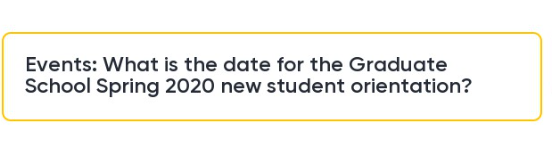 Events: What is the date for the Graduate
School Spring 2020 new student orientation?